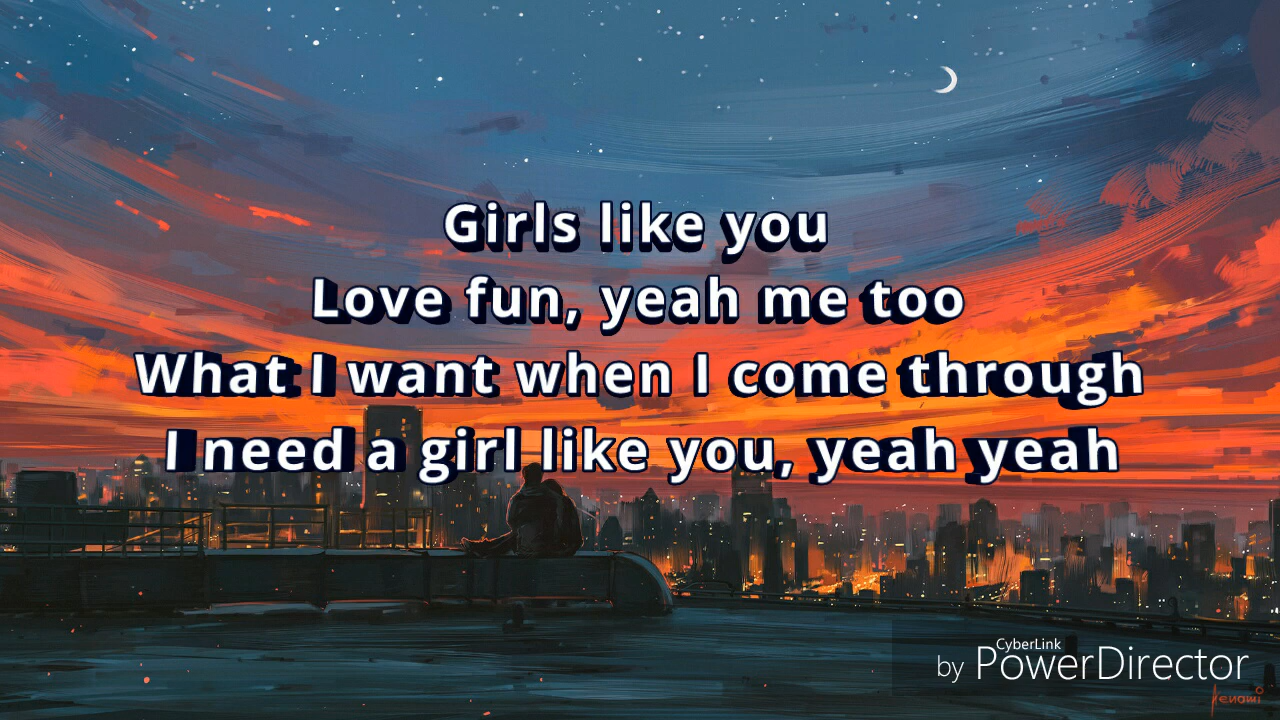 Girls like you
Love fun, yeah me too
What I want when I come through
I need a girl like you, yeah yeah
CyberLink
by PowerDirector